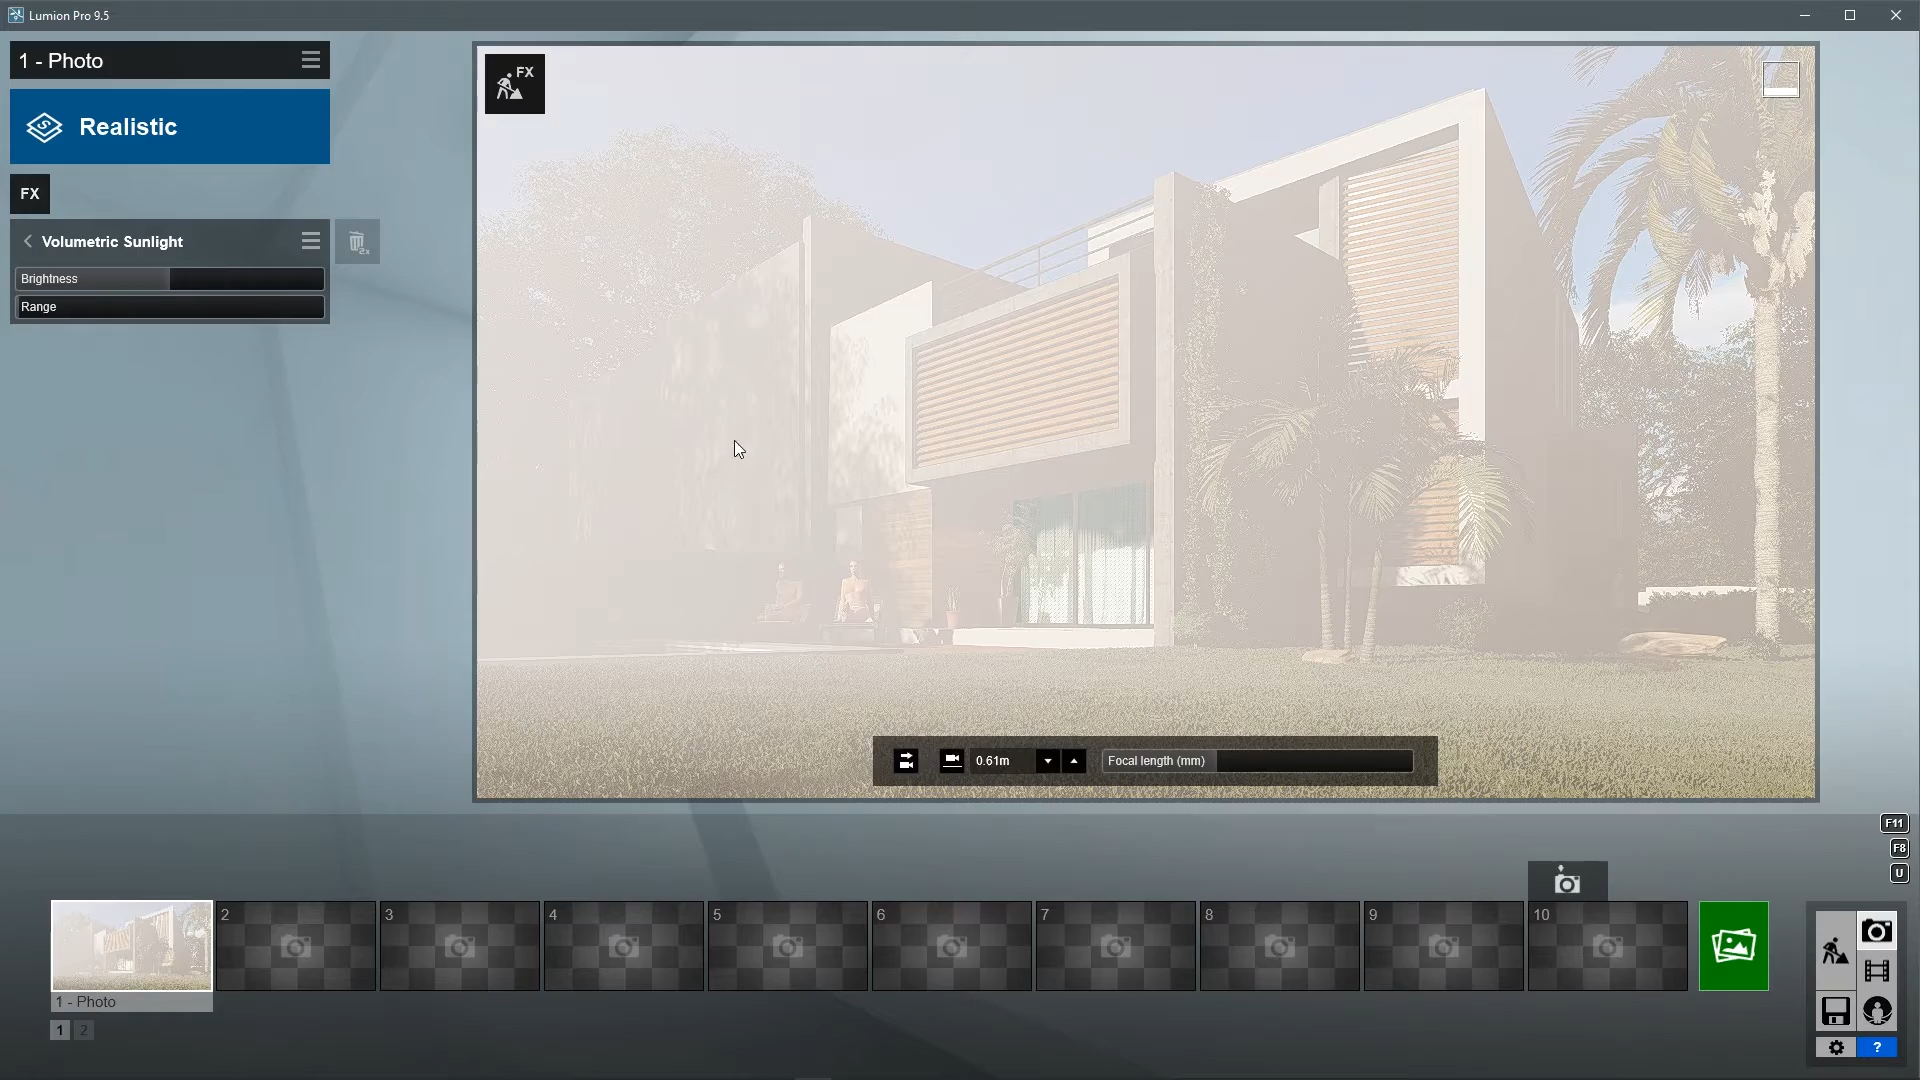 Lumion Pro 9.5
1 - Photo
Realistic
FX
Volumetric Sunlight
2x
Brightness
Range
FX
0.61m
Focal length (mm)
F11
F8
U
2
3
4
5
6
7
8
9
10
1 - Photo
1 2
?